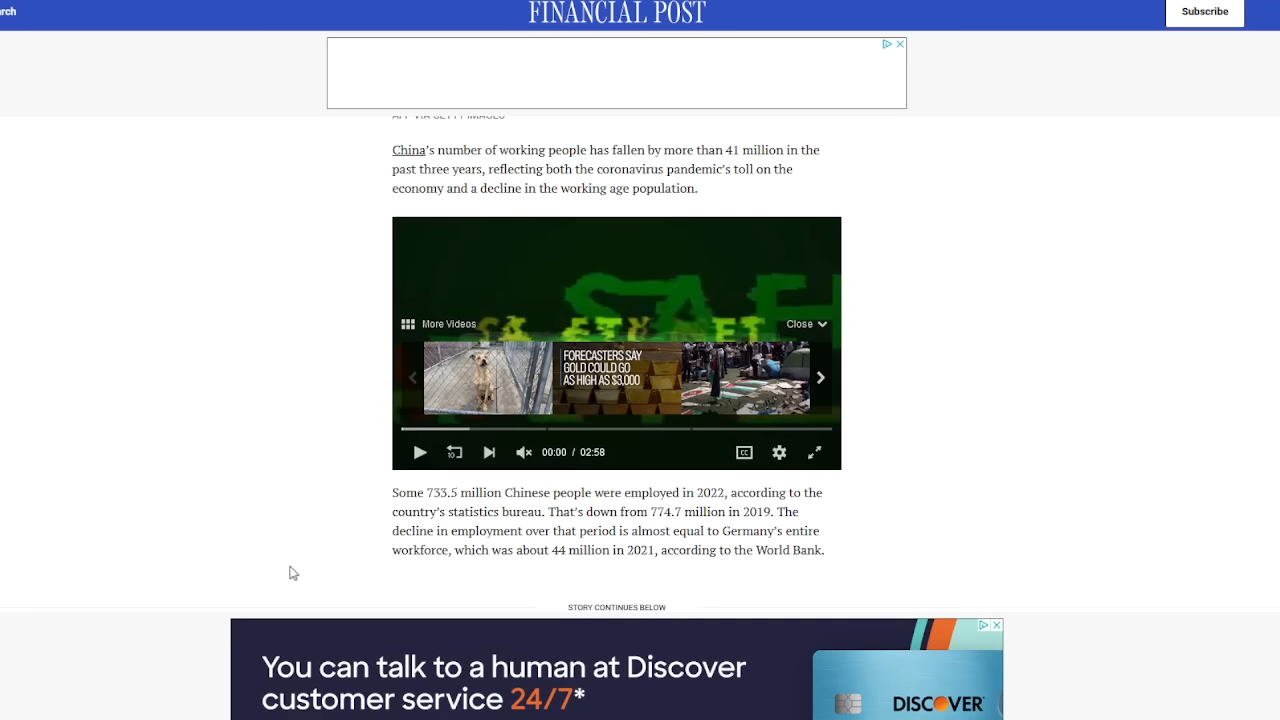 FINANCIAL POST
Subscribe
AFP VIA GETTY IMAGES
China's number of working people has fallen by more than 41 million in the
past three years, reflecting both the coronavirus pandemic's toll on the
economy and a decline in the working age population.
More Videos
Close
FORECASTERS SAY
GOLD COULD GO
AS HIGH AS $3,000
10
00:00 / 02:58
CC
Some 733.5 million Chinese people were employed in 2022, according to the
country's statistics bureau. That's down from 774.7 million in 2019. The
decline in employment over that period is almost equal to Germany's entire
workforce, which was about 44 million in 2021, according to the World Bank.
STORY CONTINUES BELOW
You can talk to a human at Discover
customer service 24/7*
DISCOVER